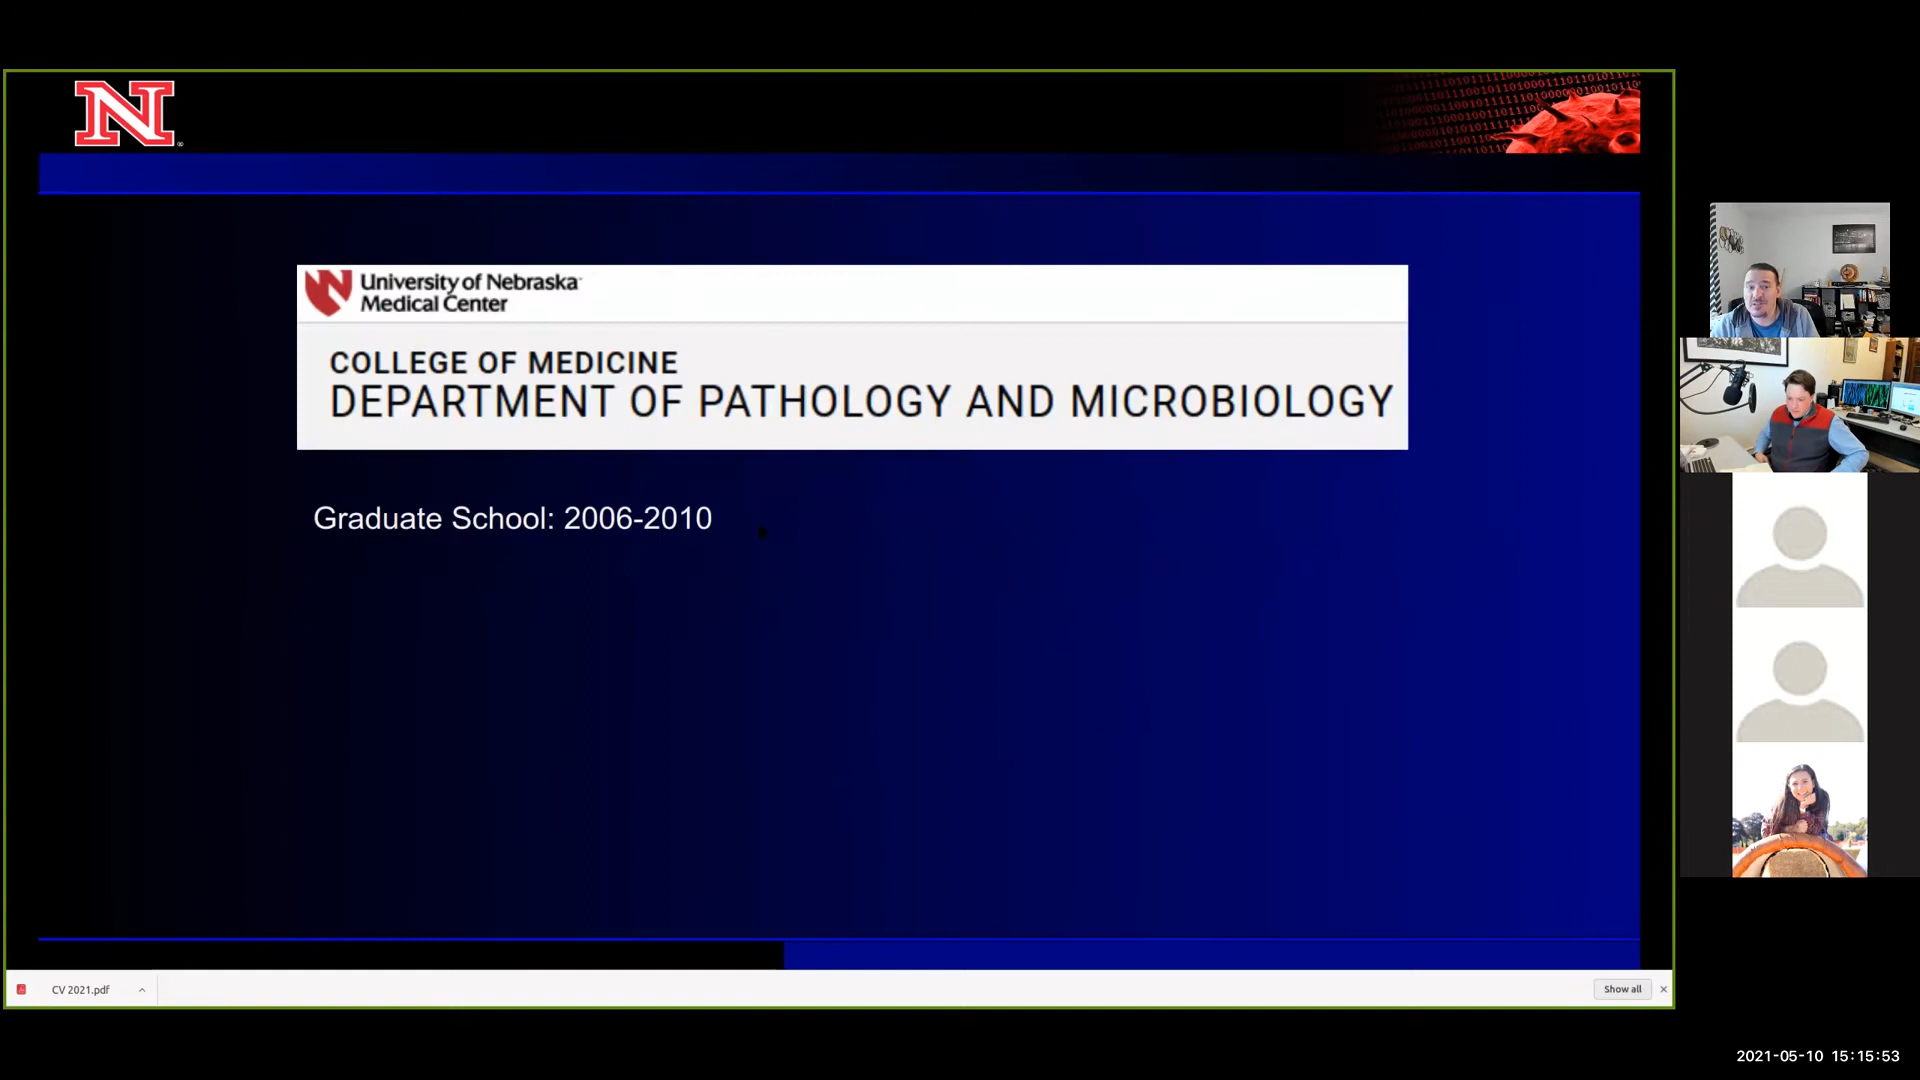 N
University of Nebraska
Medical Center
COLLEGE OF MEDICINE
DEPARTMENT OF PATHOLOGY AND MICROBIOLOGY
Graduate School: 2006-2010
CV 2021.pdf
Show all
2021-05-10 15:15:53